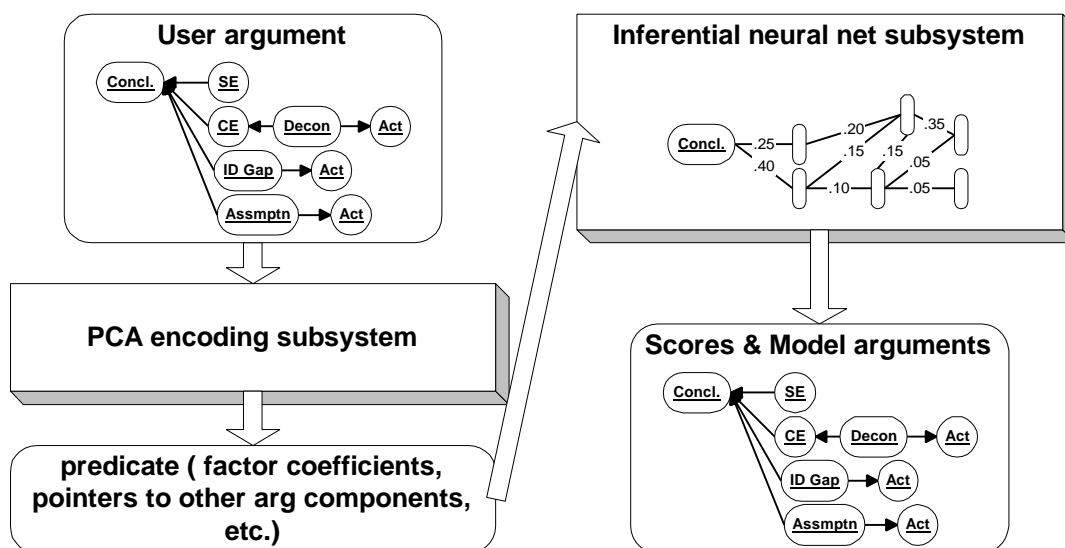 User argument
Concl.
SE
CE
Decon
Act
ID Gap
Act
Assmptn
Act
PCA encoding subsystem
predicate ( factor coefficients,
pointers to other arg components,
etc.)
Inferential neural net subsystem
Concl.
.25
.20
.35
.40
.15
.15
.05
.10
.05
Scores & Model arguments
Concl.
SE
CE
Decon
Act
ID Gap
Act
Assmptn
Act